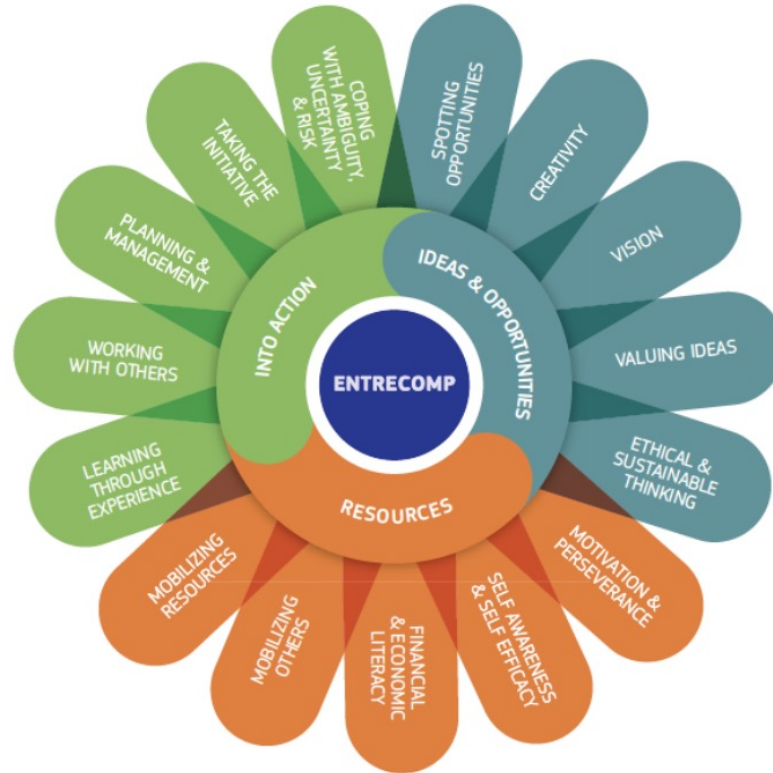 ENTRECOMP
IDEAS & OPPORTUNITIES
SPOTTING
OPPORTUNITIES
CREATIVITY
VISION
VALUING IDEAS
ETHICAL &
SUSTAINABLE
THINKING
RESOURCES
MOTIVATION &
PERSEVERANCE
SELF AWARENESS
& SELF EFFICACY
FINANCIAL
& ECONOMIC
LITERACY
MOBILIZING
OTHERS
MOBILIZING
RESOURCES
INTO ACTION
LEARNING
THROUGH
EXPERIENCE
WORKING
WITH OTHERS
PLANNING &
MANAGEMENT
TAKING THE
INITIATIVE
COPING
WITH AMBIGUITY,
UNCERTAINTY
& RISK